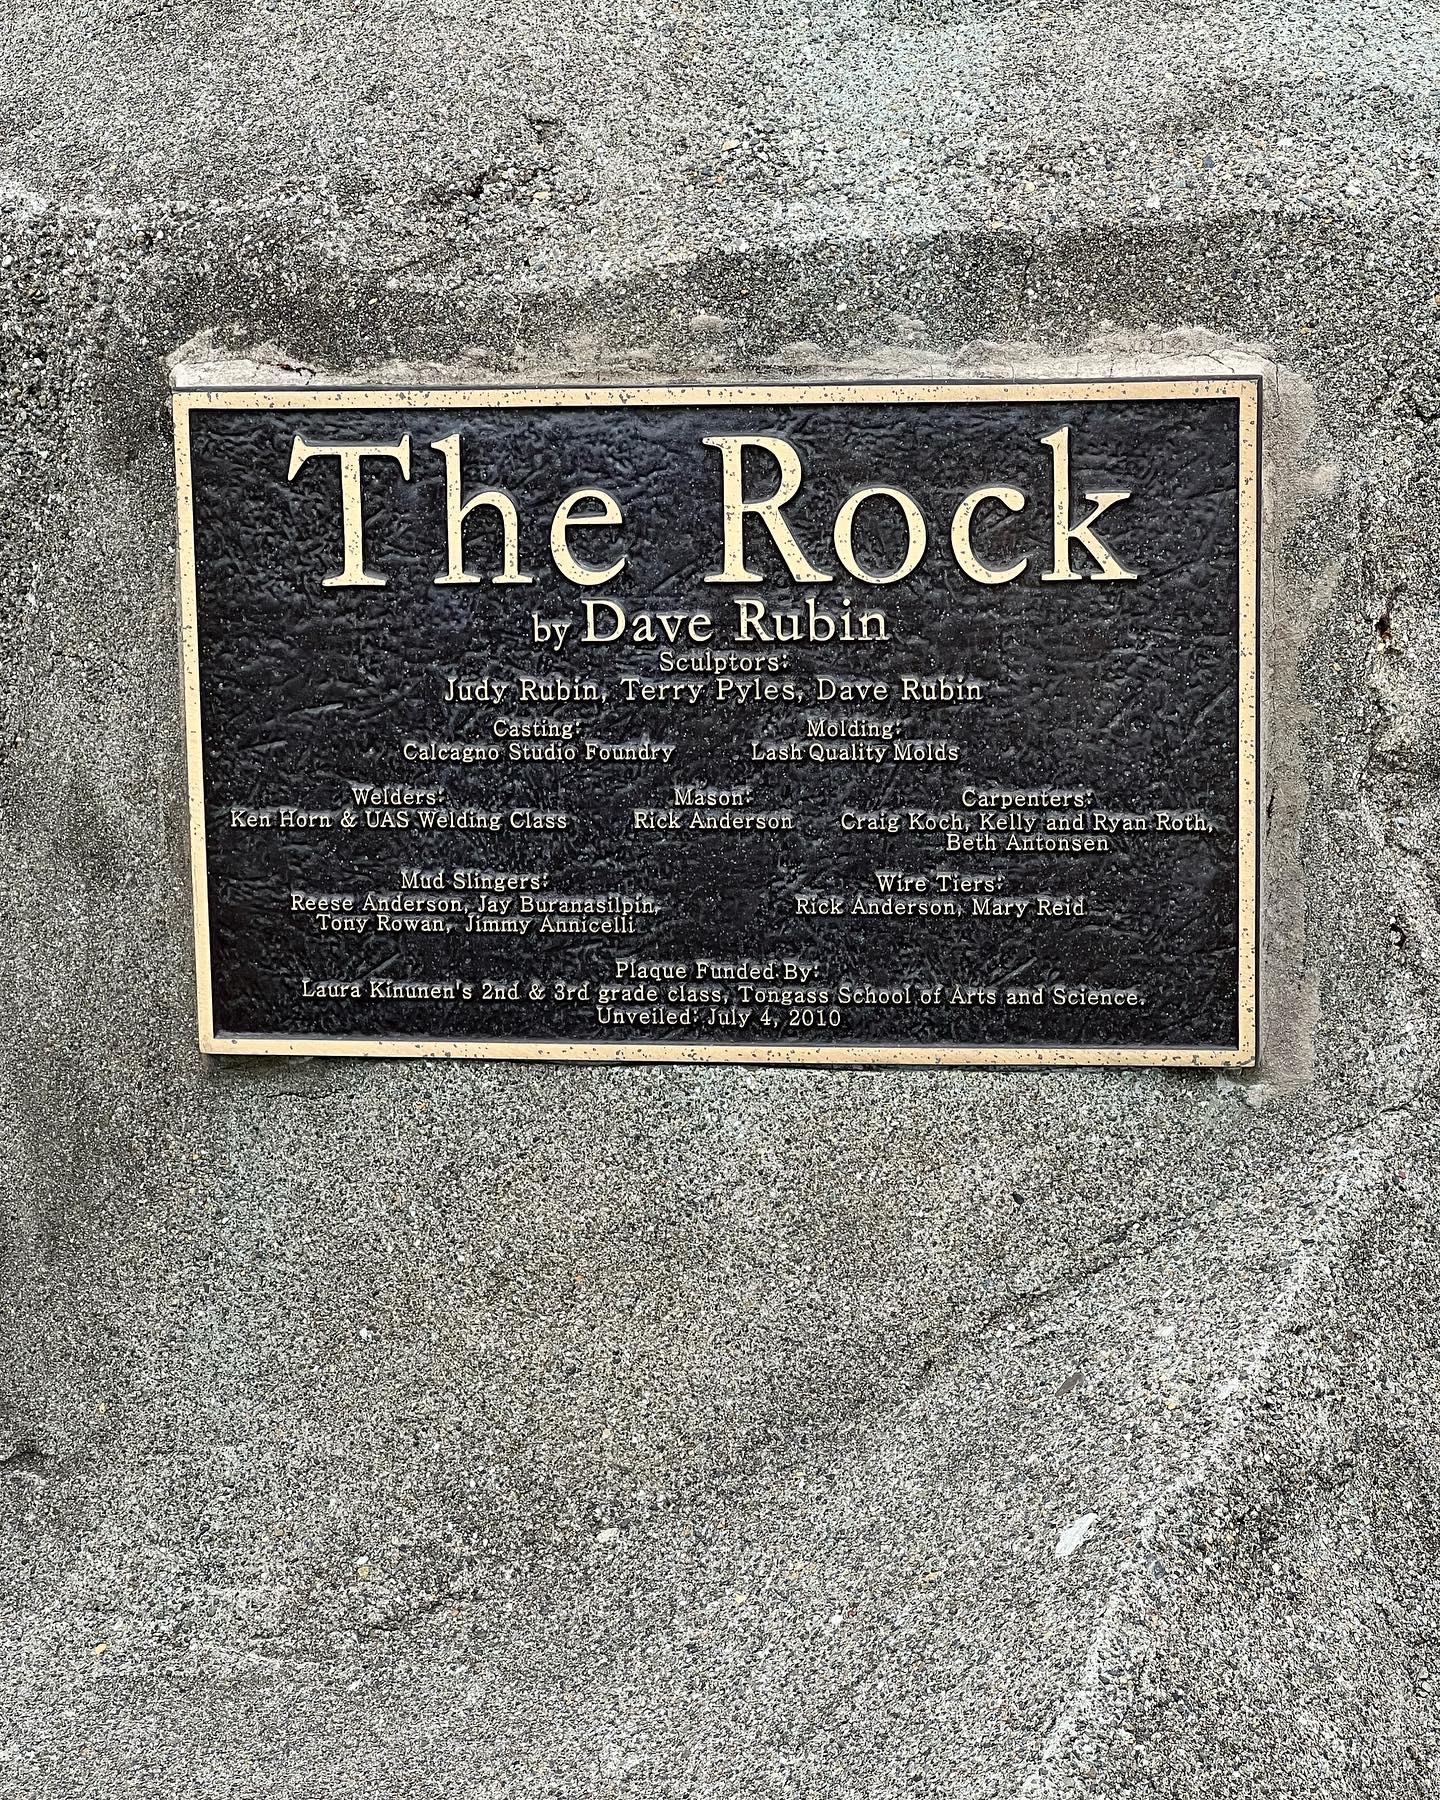 The Rock
by Dave Rubin
Sculptors:
Judy Rubin, Terry Pyles, Dave Rubin
Casting: Molding:
Calcagno Studio Foundry Lash Quality Molds
Welders: Mason: Carpenters:
Ken Horn & UAS Welding Class Rick Anderson Craig Koch, Kelly and Ryan Roth,
Beth Antonsen
Mud Slingers: Wire Tiers:
Reese Anderson, Jay Buranasilpin, Rick Anderson, Mary Reid
Tony Rowan, Jimmy Annicelli
Plaque Funded By:
Laura Kinunen's 2nd & 3rd grade class, Tongass School of Arts and Science.
Unveiled: July 4, 2010